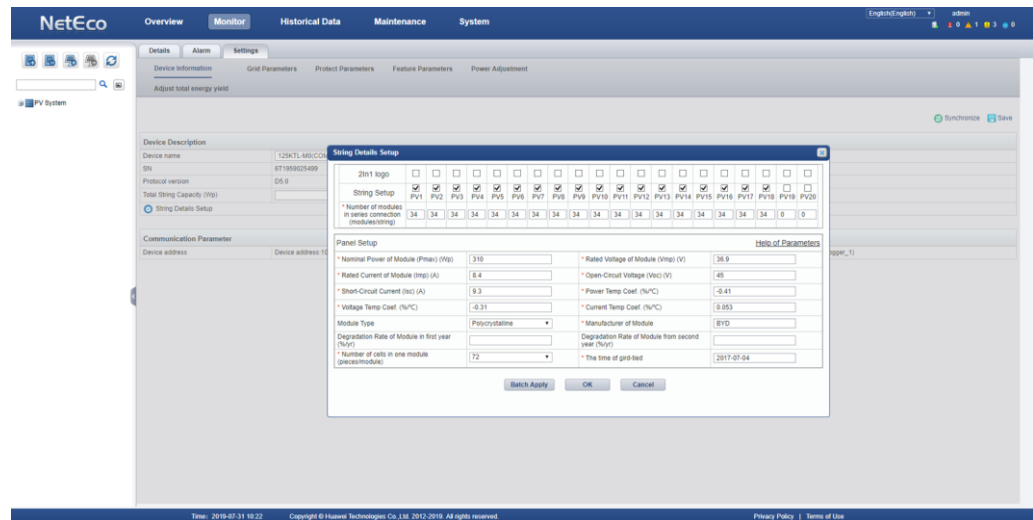 NetEco
Overview Monitor Historical Data Maintenance System
English(English) admin
0 1 3 0
Details Alarm Settings
Device Information Grid Parameters Protect Parameters Feature Parameters Power Adjustment
Adjust total energy yield
PV System
Synchronize Save
Device Description
Device name 125KTL-M0(COM
SN 6T1959025499
Protocol version D5.0
Total String Capacity (Wp)
String Details Setup
Communication Parameter
Device address Device address:10 ogger_1)
String Details Setup
2In1 logo
String Setup PV1 PV2 PV3 PV4 PV5 PV6 PV7 PV8 PV9 PV10 PV11 PV12 PV13 PV14 PV15 PV16 PV17 PV18 PV19 PV20
* Number of modules
in series connection 34 34 34 34 34 34 34 34 34 34 34 34 34 34 34 34 34 34 0 0
(modules/string)
Panel Setup Help of Parameters
* Nominal Power of Module (Pmax) (Wp) 310 * Rated Voltage of Module (Vmp) (V) 36.9
* Rated Current of Module (Imp) (A) 8.4 * Open-Circuit Voltage (Voc) (V) 45
* Short-Circuit Current (Isc) (A) 9.3 * Power Temp Coef. (%/°C) -0.41
* Voltage Temp Coef. (%/°C) -0.31 * Current Temp Coef. (%/°C) 0.053
Module Type Polycrystalline * Manufacturer of Module BYD
Degradation Rate of Module in first year Degradation Rate of Module from second
(%/yr) year (%/yr)
* Number of cells in one module 72 * The time of gird-tied 2017-07-04
(pieces/module)
Batch Apply OK Cancel
Time: 2019-07-31 10:22 Copyright © Huawei Technologies Co.,Ltd. 2012-2019. All rights reserved. Privacy Policy | Terms of Use